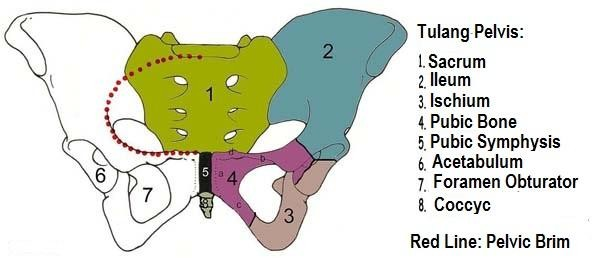 Tulang Pelvis:
1. Sacrum
2. Ileum
3. Ischium
4. Pubic Bone
5. Pubic Symphysis
6. Acetabulum
7. Foramen Obturator
8. Coccyc
Red Line: Pelvic Brim
1
2
d
b
5
a
4
6
7
c
8
3